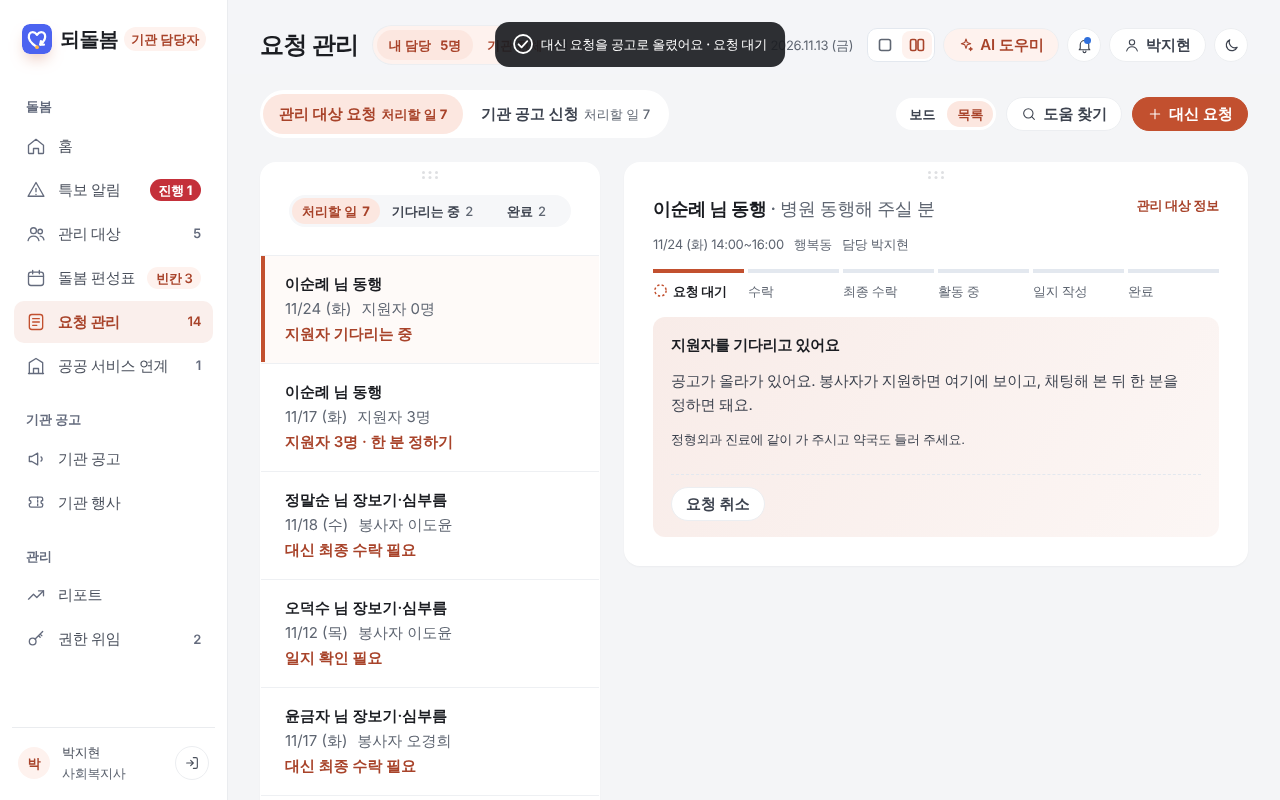 되돌봄 기관 담당자
돌봄
홈
특보 알림 진행 1
관리 대상 5
돌봄 편성표 빈칸 3
요청 관리 14
공공 서비스 연계 1
기관 공고
기관 공고
기관 행사
관리
리포트
권한 위임 2
박 박지현
사회복지사
요청 관리
내 담당 5명
대신 요청을 공고로 올렸어요 · 요청 대기
2026.11.13 (금)
AI 도우미
박지현
관리 대상 요청 처리할 일 7
기관 공고 신청 처리할 일 7
보드 목록
도움 찾기
대신 요청
처리할 일 7 기다리는 중 2 완료 2
이순례 님 동행
11/24 (화) 지원자 0명
지원자 기다리는 중
이순례 님 동행
11/17 (화) 지원자 3명
지원자 3명 · 한 분 정하기
정말순 님 장보기·심부름
11/18 (수) 봉사자 이도윤
대신 최종 수락 필요
오덕수 님 장보기·심부름
11/12 (목) 봉사자 이도윤
일지 확인 필요
윤금자 님 장보기·심부름
11/17 (화) 봉사자 오경희
대신 최종 수락 필요
이순례 님 동행 · 병원 동행해 주실 분
관리 대상 정보
11/24 (화) 14:00~16:00 행복동 담당 박지현
요청 대기 수락 최종 수락 활동 중 일지 작성 완료
지원자를 기다리고 있어요
공고가 올라가 있어요. 봉사자가 지원하면 여기에 보이고, 채팅해 본 뒤 한 분을
정하면 돼요.
정형외과 진료에 같이 가 주시고 약국도 들러 주세요.
요청 취소